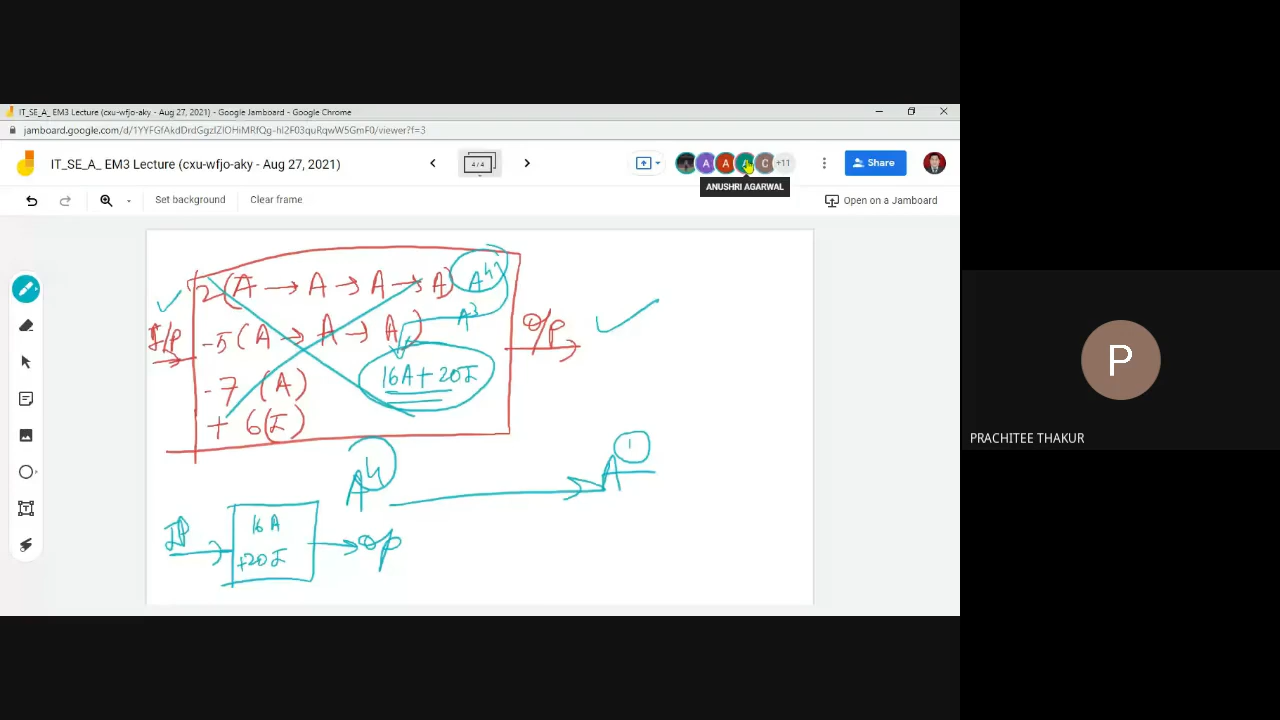 IT_SE_A_ EM3 Lecture (cxu-wfjo-aky - Aug 27, 2021) - Google Jamboard - Google Chrome
jamboard.google.com/d/1YYFGfAkdDrdGgzIZIOHiMRfQg-hI2F03quRqwW5GmF0/viewer?f=3
IT_SE_A_ EM3 Lecture (cxu-wfjo-aky - Aug 27, 2021)
4 / 4
A A A C +11
Share
ANUSHRI AGARWAL
Set background Clear frame
Open on a Jamboard
2(A → A → A → A) A⁴
I/P -5(A → A → A) A³ O/P
-7 (A) 16A + 20I
+ 6(I)
A⁴ → A¹
IP → 16A → O/P
+20I
P
PRACHITEE THAKUR